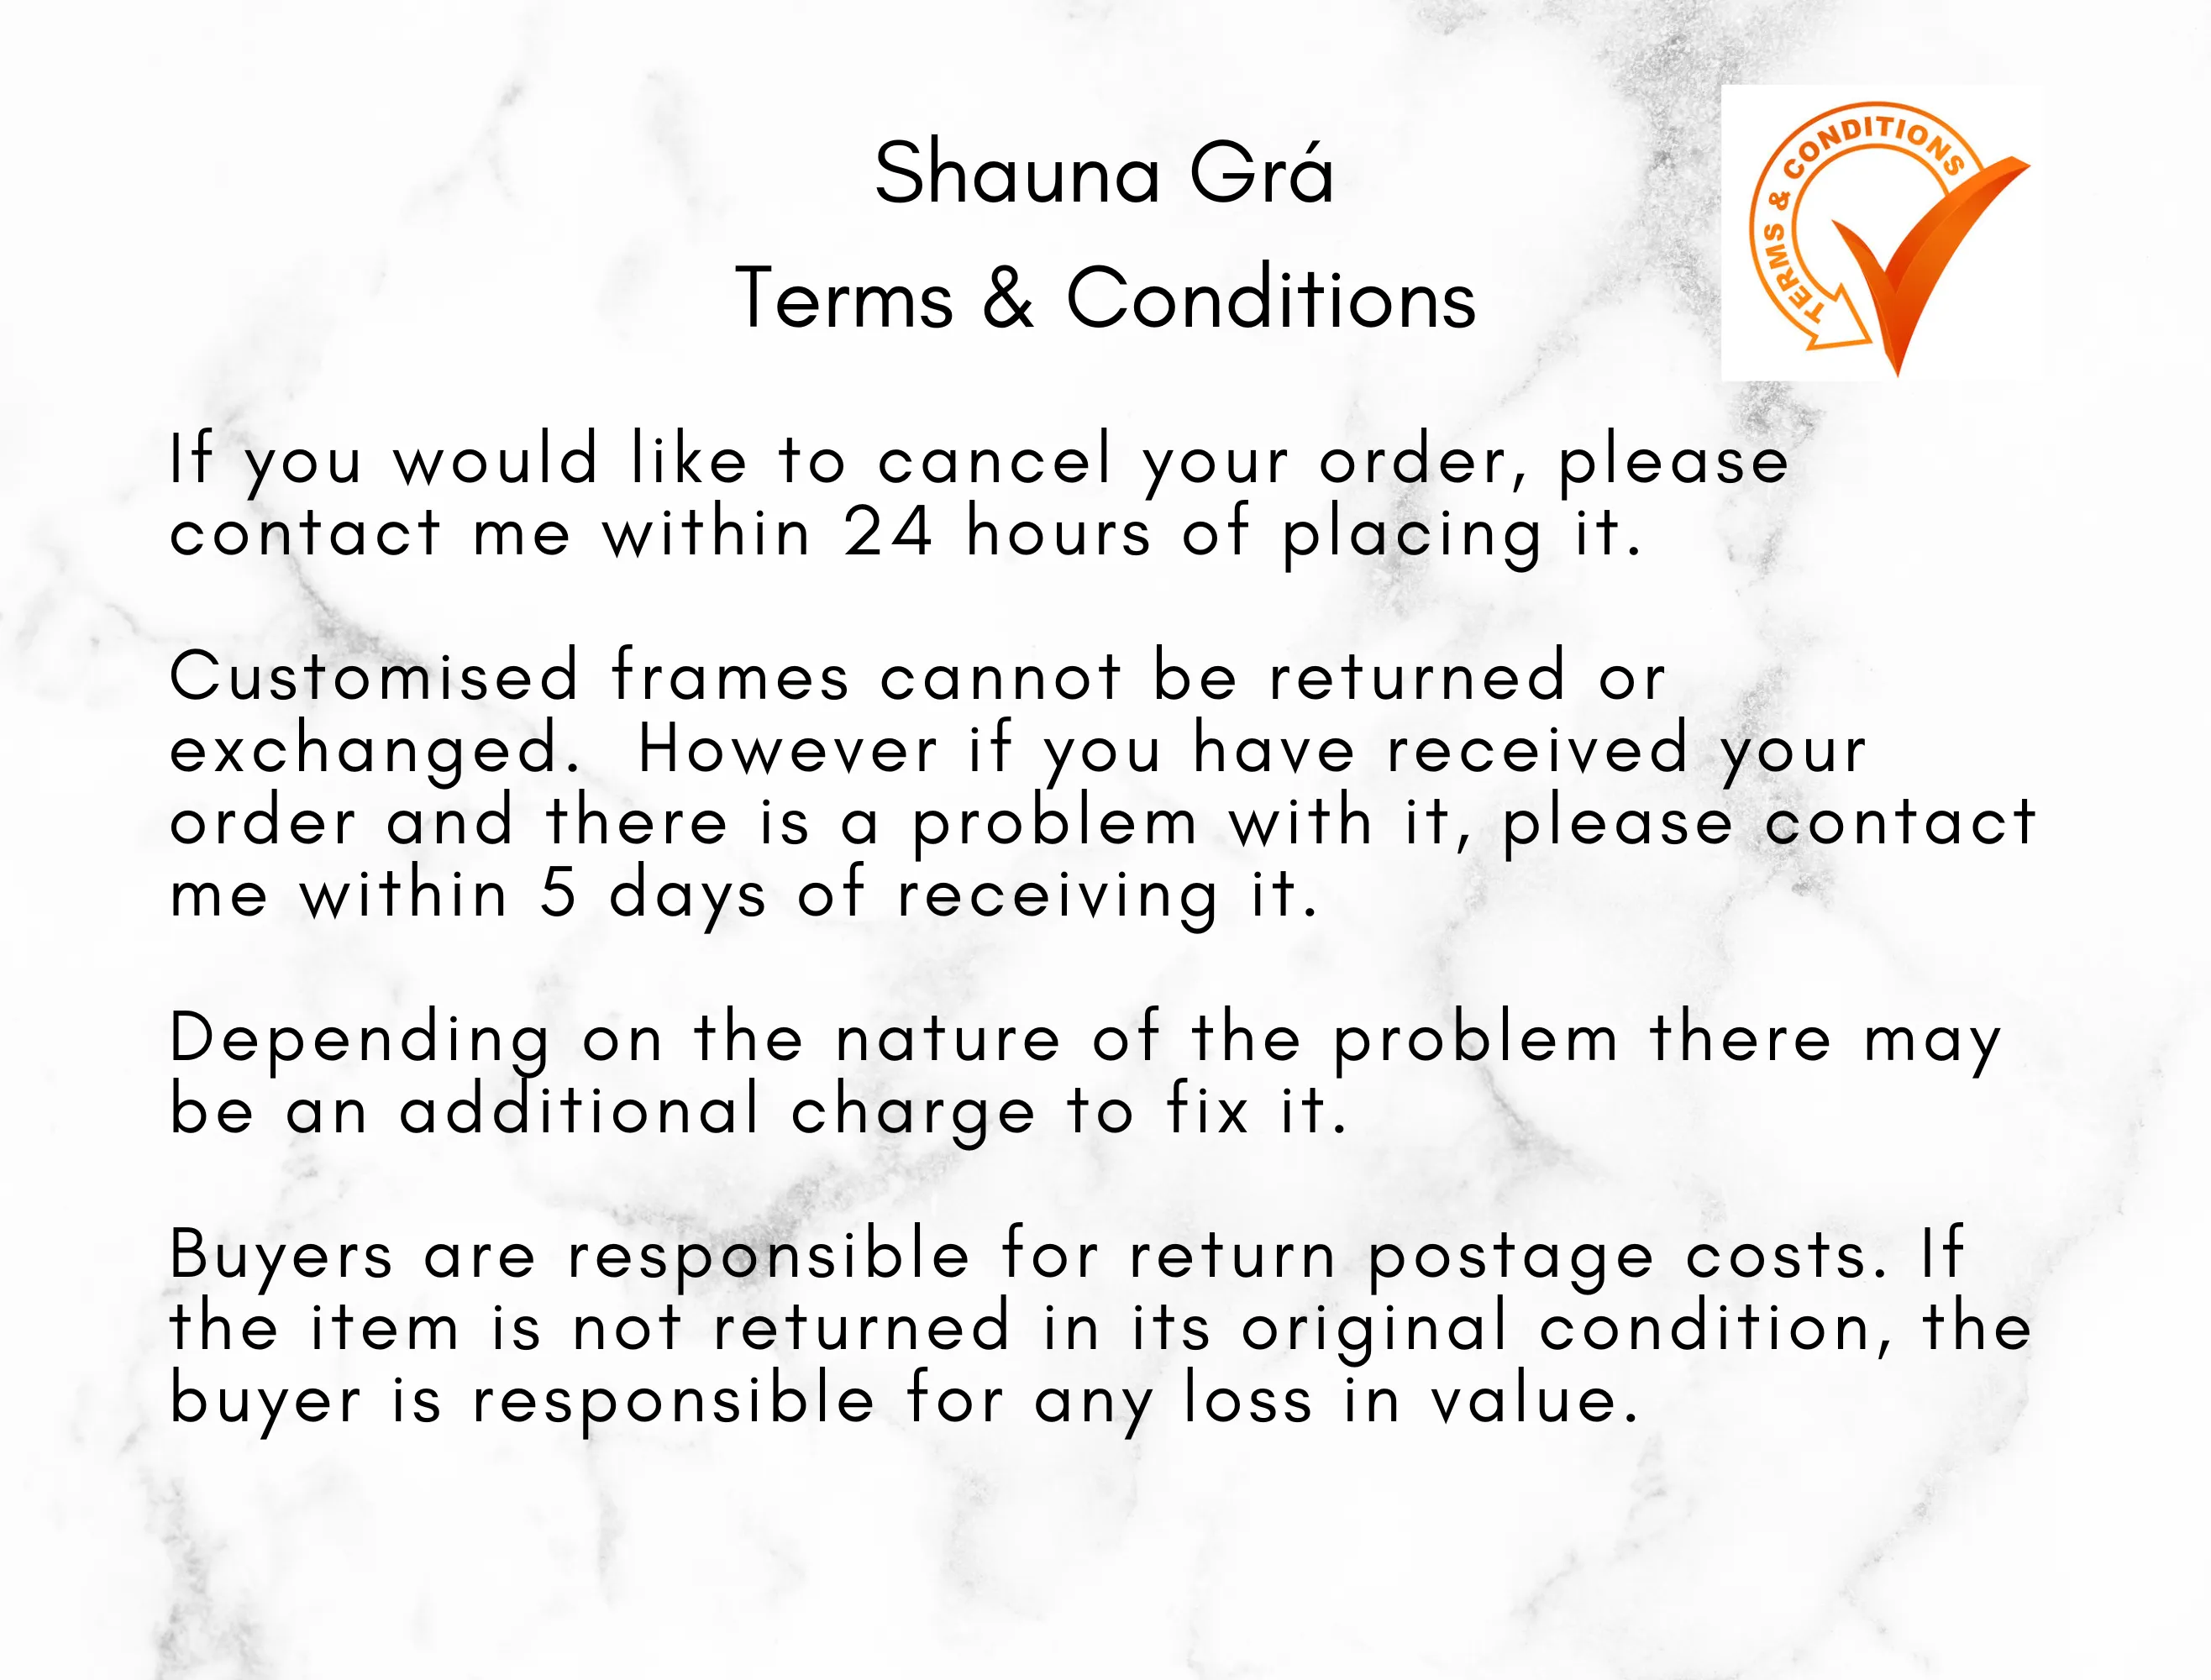 Shauna Grá
Terms & Conditions
TERMS & CONDITIONS
If you would like to cancel your order, please
contact me within 24 hours of placing it.
Customised frames cannot be returned or
exchanged.  However if you have received your
order and there is a problem with it, please contact
me within 5 days of receiving it.
Depending on the nature of the problem there may
be an additional charge to fix it.
Buyers are responsible for return postage costs. If
the item is not returned in its original condition, the
buyer is responsible for any loss in value.